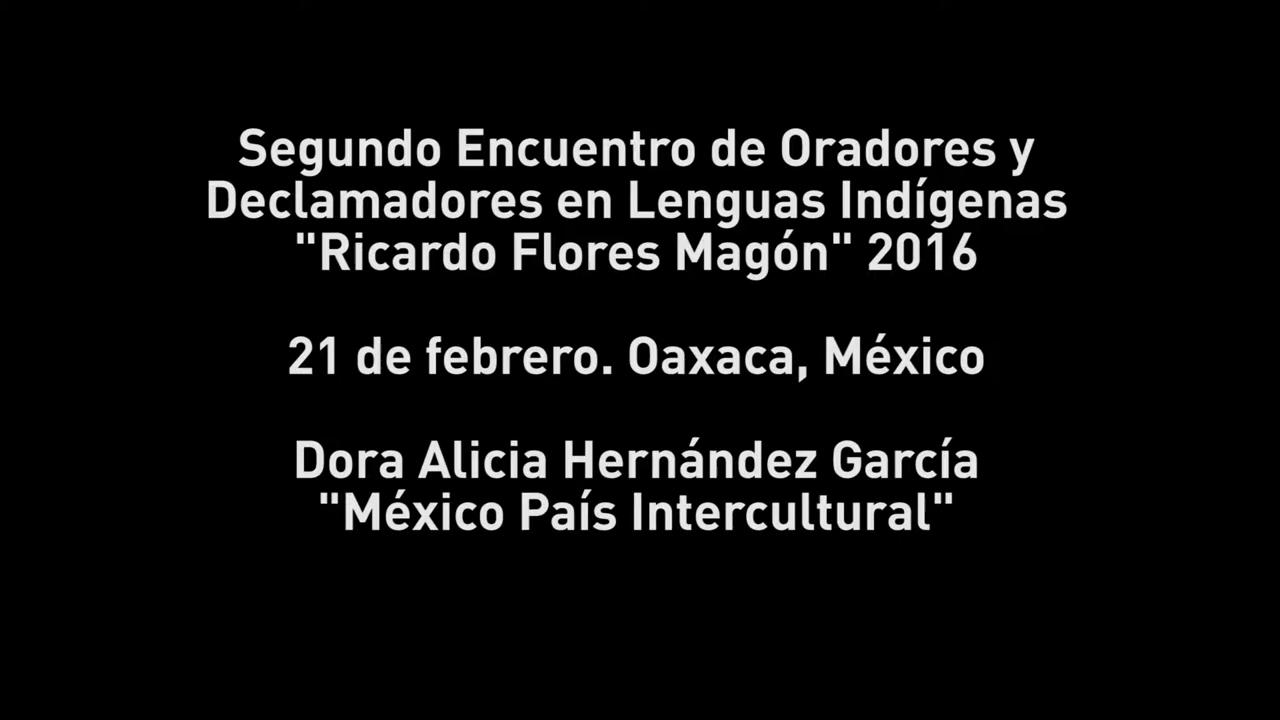 Segundo Encuentro de Oradores y
Declamadores en Lenguas Indígenas
"Ricardo Flores Magón" 2016
21 de febrero. Oaxaca, México
Dora Alicia Hernández García
"México País Intercultural"